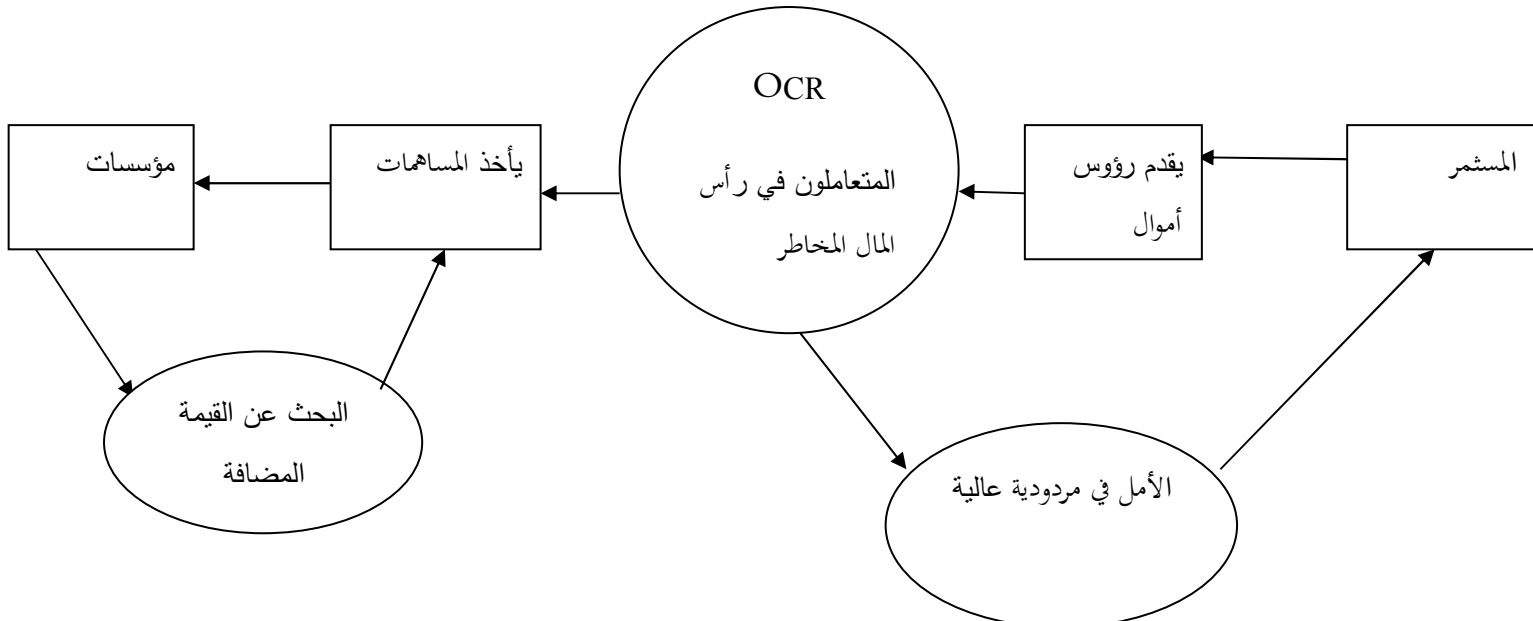 OCR
المتعاملون في رأس
المال المخاطر
المسثمر
يقدم رؤوس
أموال
يأخذ المساهمات
مؤسسات
البحث عن القيمة
المضافة
الأمل في مردودية عالية